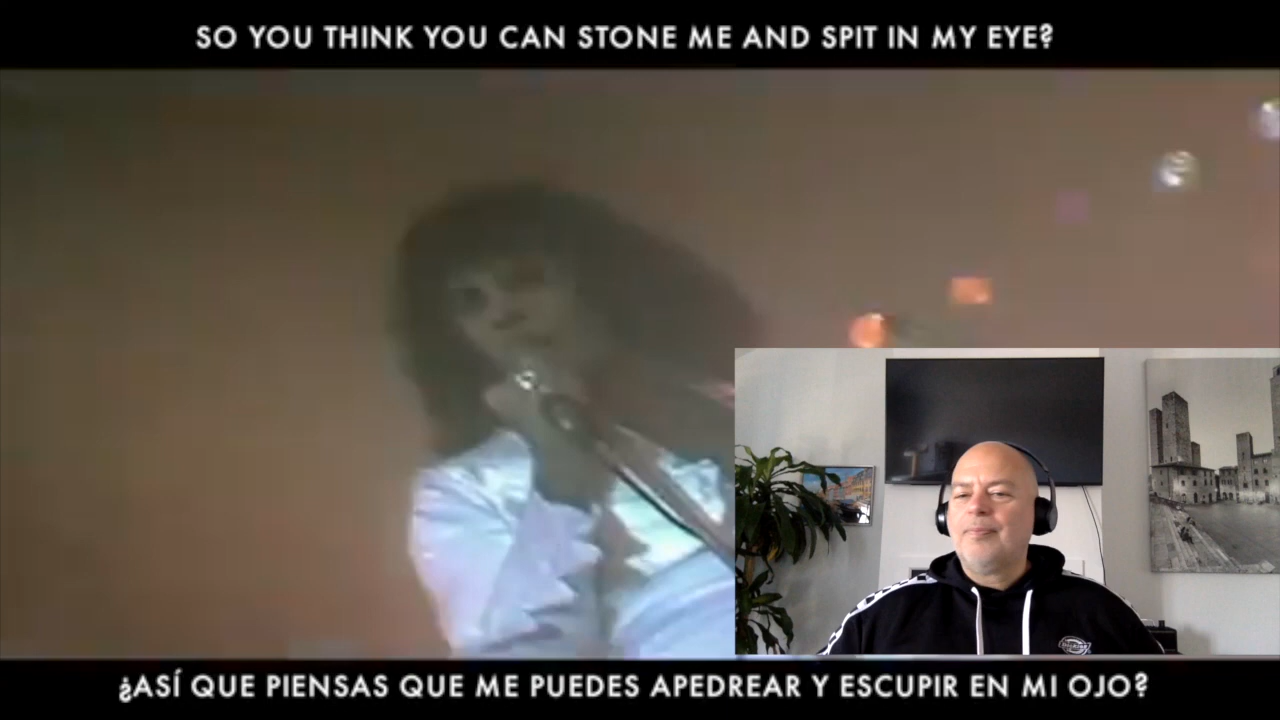 SO YOU THINK YOU CAN STONE ME AND SPIT IN MY EYE?
¿ASÍ QUE PIENSAS QUE ME PUEDES APEDREAR Y ESCUPIR EN MI OJO?